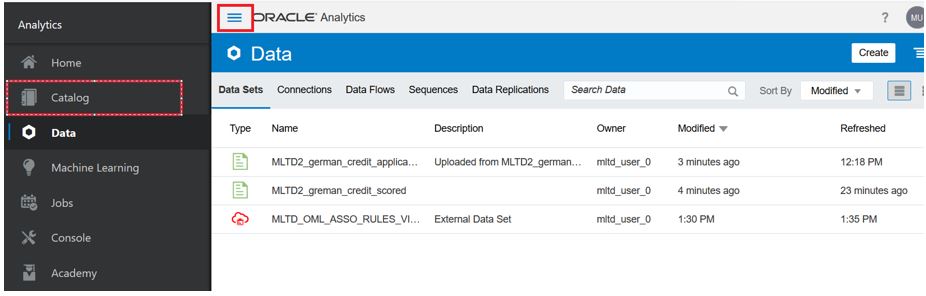 Analytics
Home
Catalog
Data
Machine Learning
Jobs
Console
Academy
ORACLE® Analytics
? MU
Data
Create
Data Sets Connections Data Flows Sequences Data Replications Search Data Sort By Modified
Type Name Description Owner Modified Refreshed
MLTD2_german_credit_applica... Uploaded from MLTD2_german... mltd_user_0 3 minutes ago 12:18 PM
MLTD2_greman_credit_scored mltd_user_0 4 minutes ago 23 minutes ago
MLTD_OML_ASSO_RULES_VI... External Data Set mltd_user_0 1:30 PM 1:35 PM